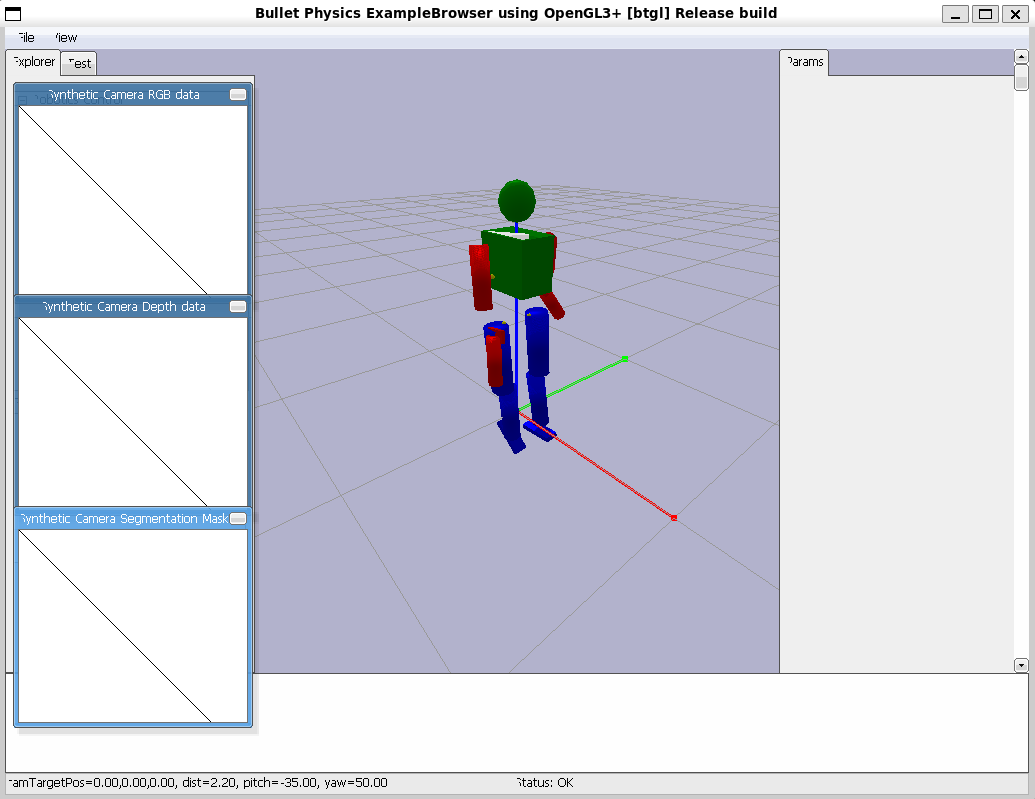 Bullet Physics ExampleBrowser using OpenGL3+ [btgl] Release build
File View
Explorer Test
Params
Synthetic Camera RGB data
Synthetic Camera Depth data
Synthetic Camera Segmentation Mask
camTargetPos=0.00,0.00,0.00, dist=2.20, pitch=-35.00, yaw=50.00
Status: OK